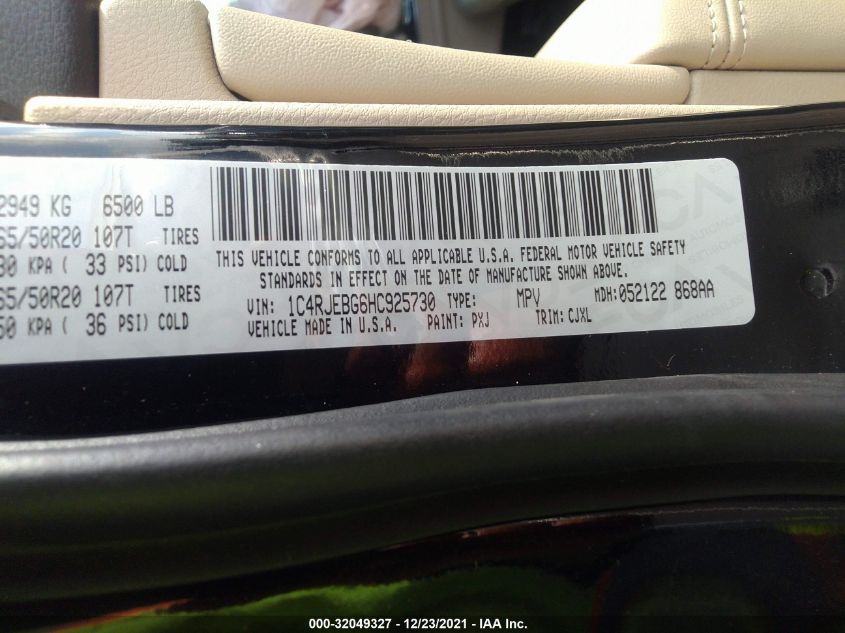 2949 KG 6500 LB
65/50R20 107T TIRES
30 KPA ( 33 PSI) COLD
65/50R20 107T TIRES
50 KPA ( 36 PSI) COLD
THIS VEHICLE CONFORMS TO ALL APPLICABLE U.S.A. FEDERAL MOTOR VEHICLE SAFETY
STANDARDS IN EFFECT ON THE DATE OF MANUFACTURE SHOWN ABOVE.
VIN: 1C4RJEBG6HC925730 TYPE: MPV MDH: 052122 868AA
VEHICLE MADE IN U.S.A. PAINT: PXJ TRIM: CJXL
000-32049327 - 12/23/2021 - IAA Inc.